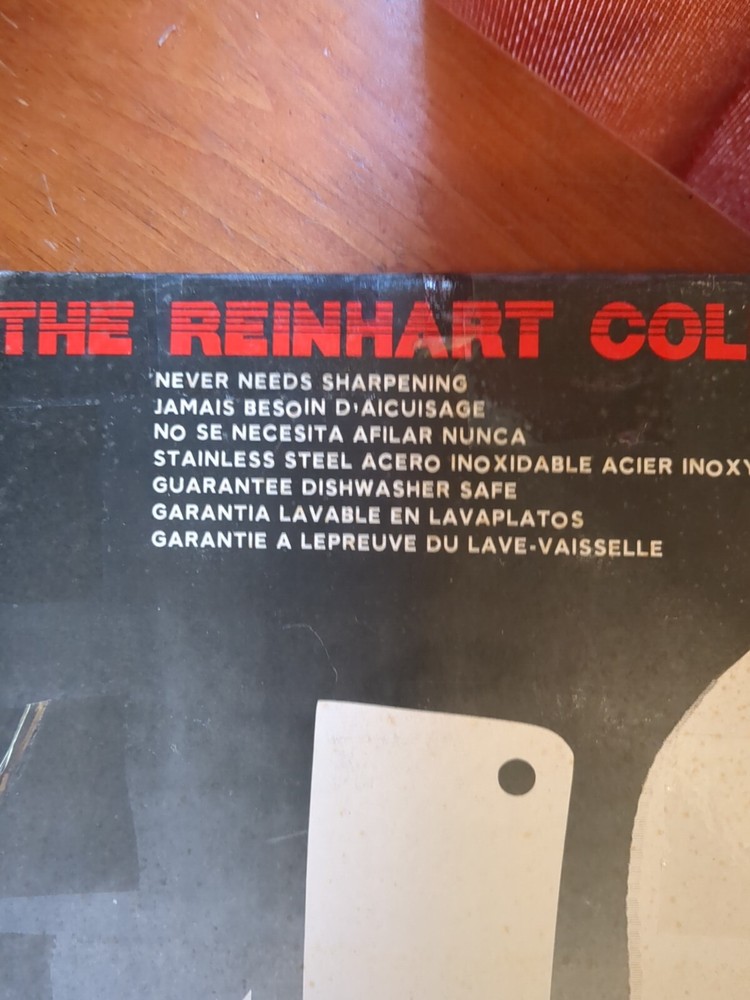 THE REINHART COL
NEVER NEEDS SHARPENING
JAMAIS BESOIN D'AICUISAGE
NO SE NECESITA AFILAR NUNCA
STAINLESS STEEL ACERO INOXIDABLE ACIER INOXY
GUARANTEE DISHWASHER SAFE
GARANTIA LAVABLE EN LAVAPLATOS
GARANTIE A LEPREUVE DU LAVE-VAISSELLE